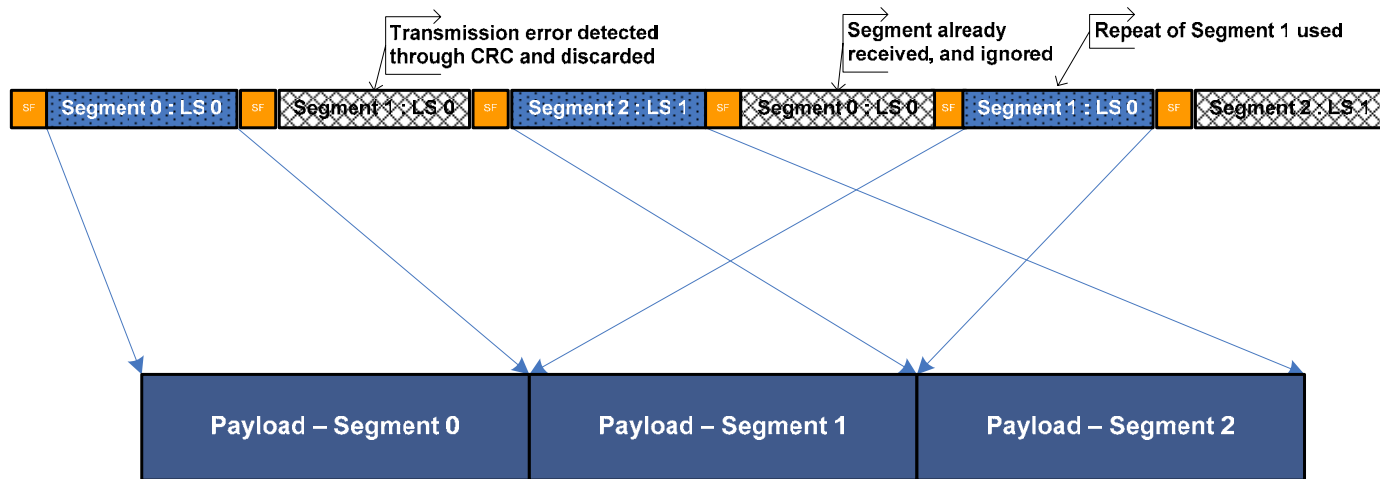 Transmission error detected
through CRC and discarded
Segment already
received, and ignored
Repeat of Segment 1 used
SF
Segment 0 : LS 0
SF
Segment 1 : LS 0
SF
Segment 2 : LS 1
SF
Segment 0 : LS 0
SF
Segment 1 : LS 0
SF
Segment 2 : LS 1
Payload – Segment 0
Payload – Segment 1
Payload – Segment 2